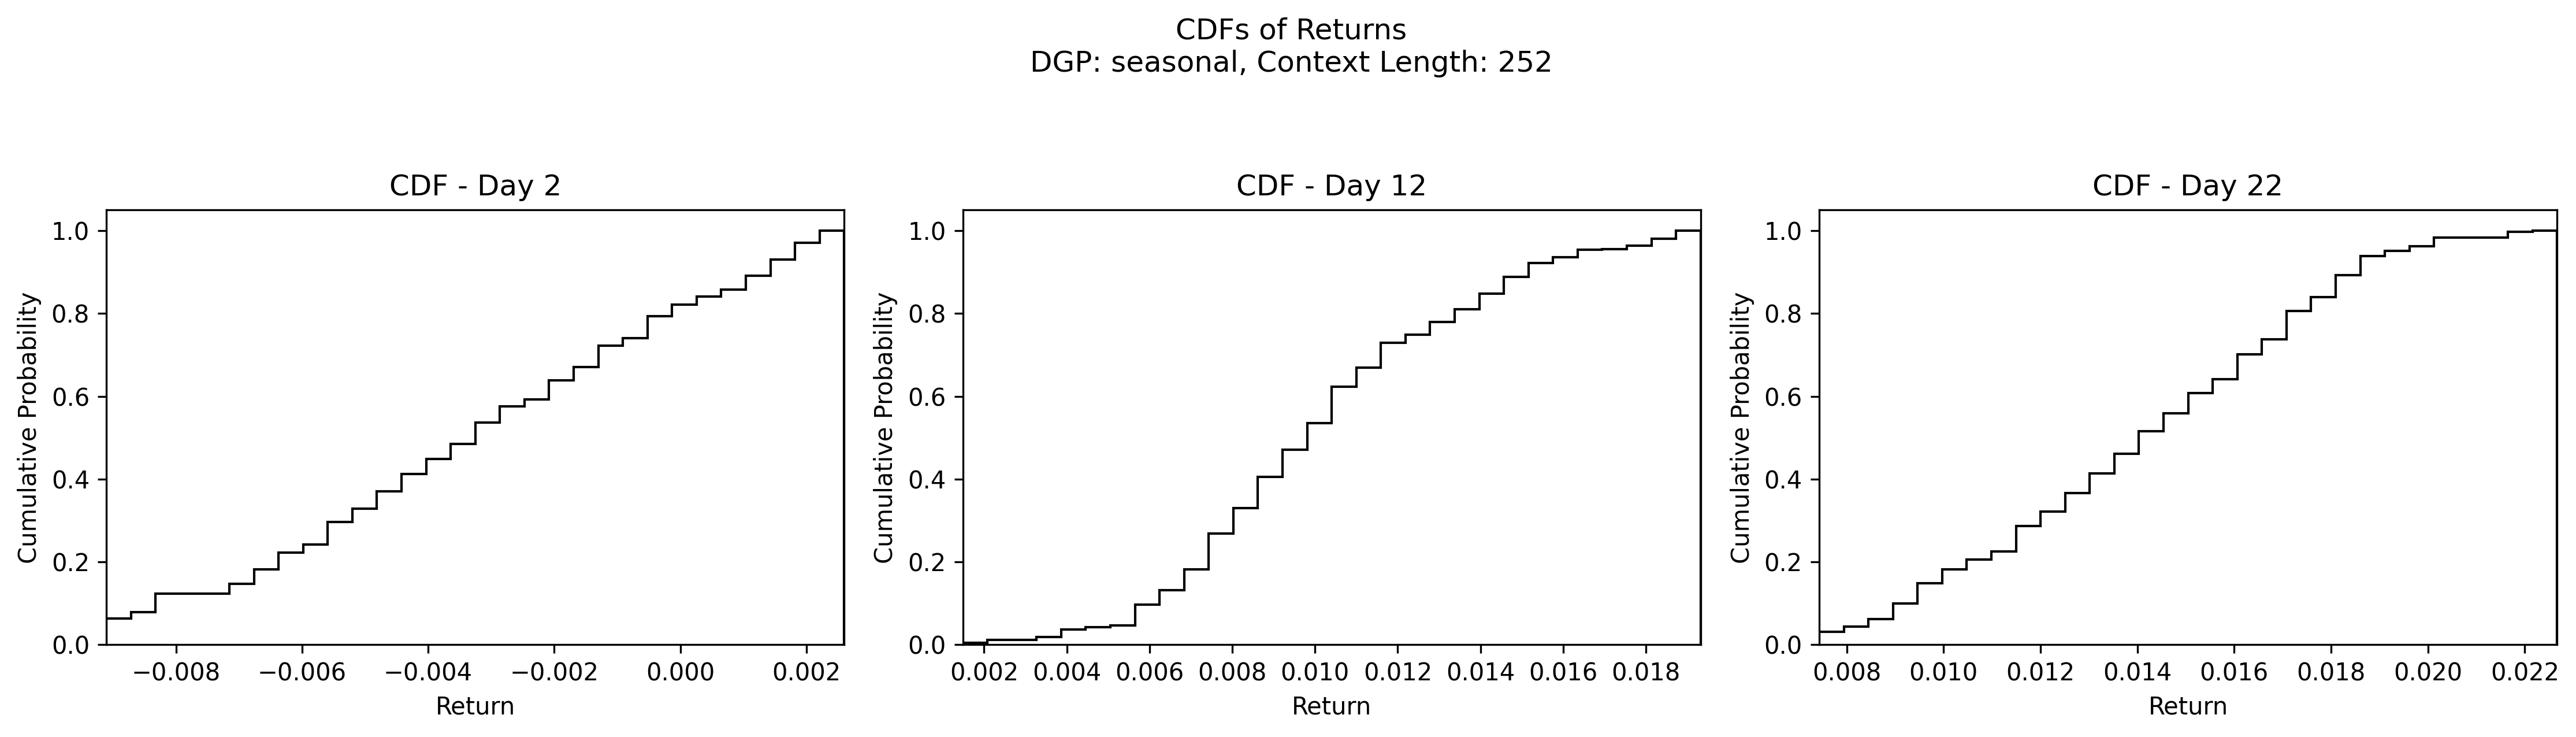 CDFs of Returns
DGP: seasonal, Context Length: 252
CDF - Day 2
Cumulative Probability
1.0
0.8
0.6
0.4
0.2
0.0
−0.008 −0.006 −0.004 −0.002 0.000 0.002
Return
CDF - Day 12
Cumulative Probability
1.0
0.8
0.6
0.4
0.2
0.0
0.002 0.004 0.006 0.008 0.010 0.012 0.014 0.016 0.018
Return
CDF - Day 22
Cumulative Probability
1.0
0.8
0.6
0.4
0.2
0.0
0.008 0.010 0.012 0.014 0.016 0.018 0.020 0.022
Return